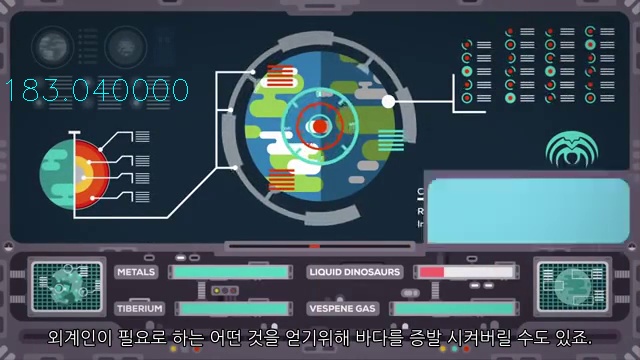 183.040000
METALS
LIQUID DINOSAURS
TIBERIUM
VESPENE GAS
외계인이 필요로 하는 어떤 것을 얻기위해 바다를 증발 시켜버릴 수도 있죠.